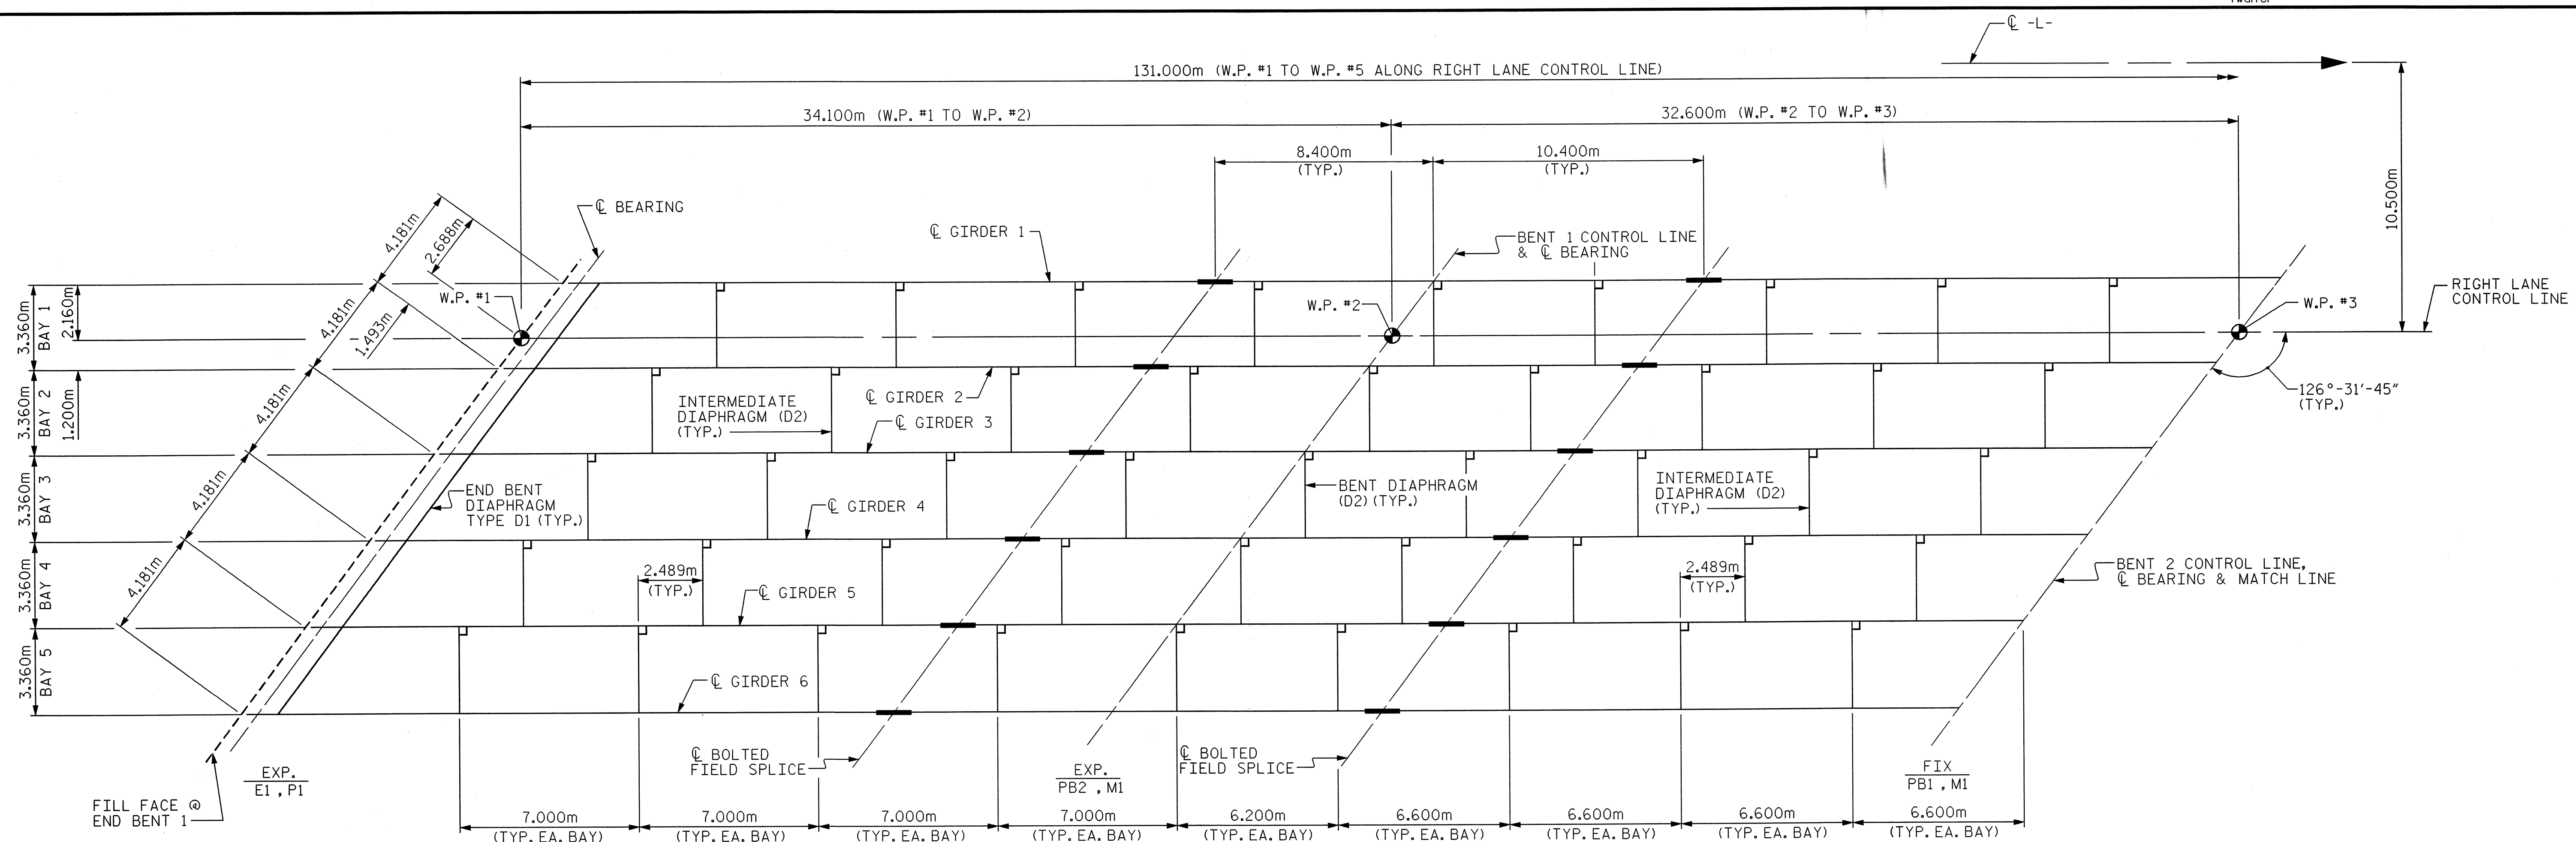 ℄ -L-
131.000m (W.P. #1 TO W.P. #5 ALONG RIGHT LANE CONTROL LINE)
34.100m (W.P. #1 TO W.P. #2)
32.600m (W.P. #2 TO W.P. #3)
8.400m
(TYP.)
10.400m
(TYP.)
10.500m
4.181m
2.688m
℄ BEARING
℄ GIRDER 1
BENT 1 CONTROL LINE
& ℄ BEARING
W.P. #1
W.P. #2
W.P. #3
RIGHT LANE
CONTROL LINE
3.360m
BAY 1
2.160m
4.181m
1.493m
126°-31'-45"
(TYP.)
3.360m
BAY 2
1.200m
4.181m
INTERMEDIATE
DIAPHRAGM (D2)
(TYP.)
℄ GIRDER 2
℄ GIRDER 3
3.360m
BAY 3
4.181m
END BENT
DIAPHRAGM
TYPE D1 (TYP.)
℄ GIRDER 4
BENT DIAPHRAGM
(D2) (TYP.)
INTERMEDIATE
DIAPHRAGM (D2)
(TYP.)
3.360m
BAY 4
4.181m
2.489m
(TYP.)
℄ GIRDER 5
2.489m
(TYP.)
BENT 2 CONTROL LINE,
℄ BEARING & MATCH LINE
3.360m
BAY 5
℄ GIRDER 6
℄ BOLTED
FIELD SPLICE
℄ BOLTED
FIELD SPLICE
EXP.
E1 , P1
EXP.
PB2 , M1
FIX
PB1 , M1
FILL FACE @
END BENT 1
7.000m
(TYP. EA. BAY)
7.000m
(TYP. EA. BAY)
7.000m
(TYP. EA. BAY)
7.000m
(TYP. EA. BAY)
6.200m
(TYP. EA. BAY)
6.600m
(TYP. EA. BAY)
6.600m
(TYP. EA. BAY)
6.600m
(TYP. EA. BAY)
6.600m
(TYP. EA. BAY)